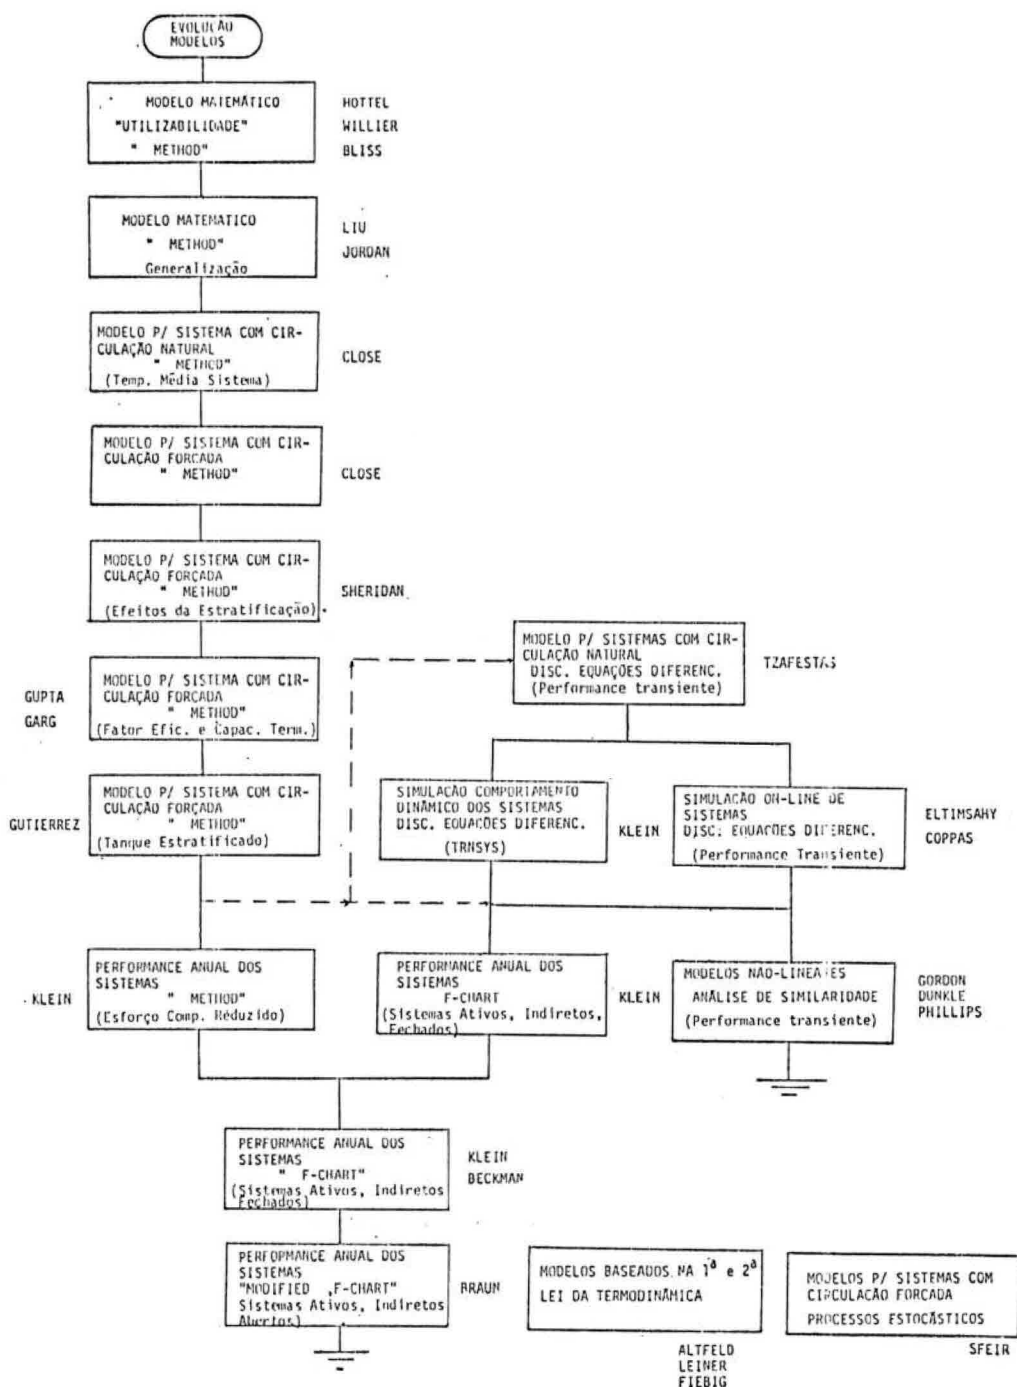 EVOLUÇÃO
MODELOS
MODELO MATEMÁTICO
"UTILIZABILIDADE"
" METHOD"
HOTTEL
WILLIER
BLISS
MODELO MATEMATICO
" METHOD"
Generalização
LIU
JORDAN
MODELO P/ SISTEMA COM CIR-
CULAÇÃO NATURAL
" METHOD"
(Temp. Média Sistema)
CLOSE
MODELO P/ SISTEMA COM CIR-
CULAÇÃO FORCADA
" METHOD"
CLOSE
MODELO P/ SISTEMA COM CIR-
CULAÇÃO FORÇADA
" METHOD"
(Efeitos da Estratificação).
SHERIDAN
MODELO P/ SISTEMAS COM CIR-
CULAÇÃO NATURAL
DISC. EQUAÇÕES DIFERENC.
(Performance transiente)
TZAFESTAS
GUPTA
GARG
MODELO P/ SISTEMA COM CIR-
CULAÇÃO FORÇADA
" METHOD"
(Fator Efic. e Capac. Term.)
GUTIERREZ
MODELO P/ SISTEMA COM CIR-
CULAÇÃO FORÇADA
" METHOD"
(Tanque Estratificado)
SIMULAÇÃO COMPORTAMENTO
DINÂMICO DOS SISTEMAS
DISC. EQUAÇÕES DIFERENC.
(TRNSYS)
KLEIN
SIMULAÇÃO ON-LINE DE
SISTEMAS
DISC. EQUAÇÕES DIFERENC.
(Performance Transiente)
ELTIMSAHY
COPPAS
KLEIN
PERFORMANCE ANUAL DOS
SISTEMAS
" METHOD"
(Esforço Comp. Reduzido)
PERFORMANCE ANUAL DOS
SISTEMAS
F-CHART
(Sistemas Ativos, Indiretos,
Fechados)
KLEIN
MODELOS NÃO-LINEARES
ANÁLISE DE SIMILARIDADE
(Performance transiente)
GORDON
DUNKLE
PHILLIPS
PERFORMANCE ANUAL DOS
SISTEMAS
" F-CHART"
(Sistemas Ativos, Indiretos
Fechados)
KLEIN
BECKMAN
PERFORMANCE ANUAL DOS
SISTEMAS
"MODIFIED ,F-CHART"
Sistemas Ativos, Indiretos
Abertos)
BRAUN
MODELOS BASEADOS NA 1ª e 2ª
LEI DA TERMODINÂMICA
ALTFELD
LEINER
FIEBIG
MODELOS P/ SISTEMAS COM
CIRCULAÇÃO FORCADA
PROCESSOS ESTOCÁSTICOS
SFEIR